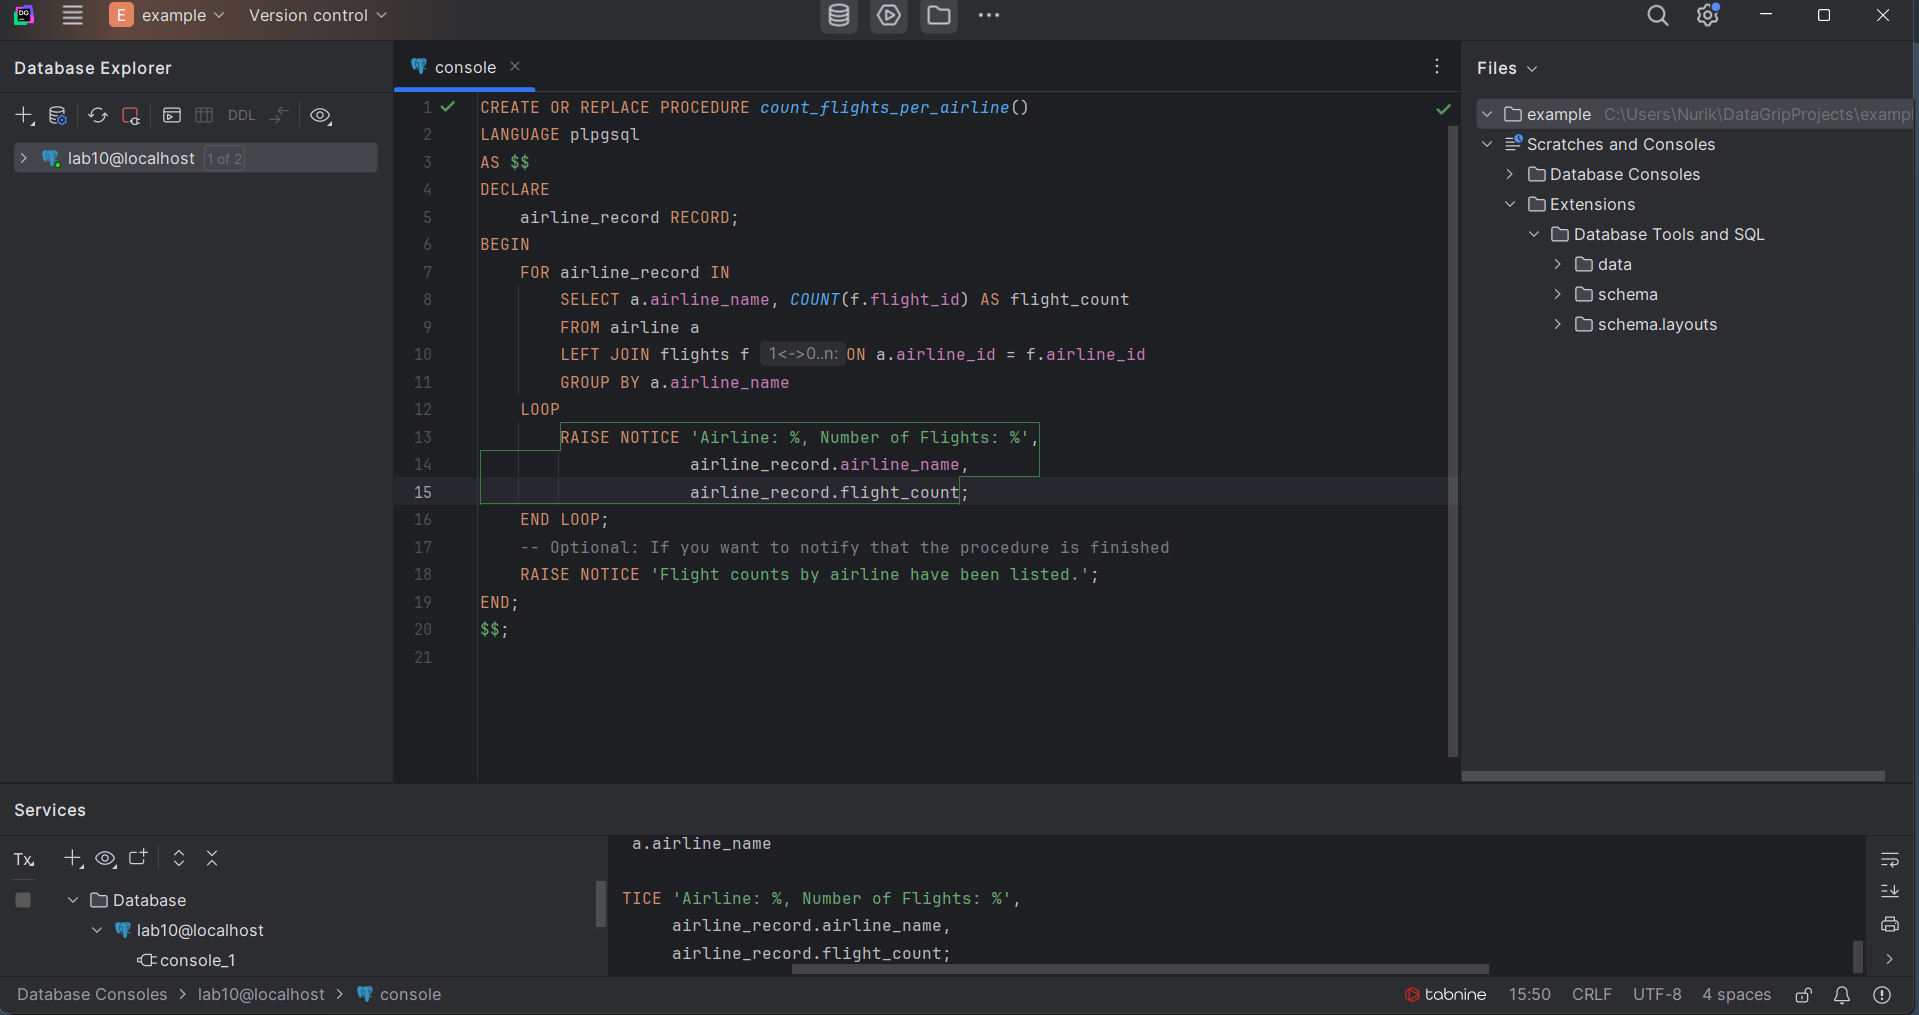 E example Version control
Database Explorer
DDL
lab10@localhost 1 of 2
console
1 CREATE OR REPLACE PROCEDURE count_flights_per_airline()
2 LANGUAGE plpgsql
3 AS $$
4 DECLARE
5 airline_record RECORD;
6 BEGIN
7 FOR airline_record IN
8 SELECT a.airline_name, COUNT(f.flight_id) AS flight_count
9 FROM airline a
10 LEFT JOIN flights f 1<->0..n: ON a.airline_id = f.airline_id
11 GROUP BY a.airline_name
12 LOOP
13 RAISE NOTICE 'Airline: %, Number of Flights: %',
14 airline_record.airline_name,
15 airline_record.flight_count;
16 END LOOP;
17 -- Optional: If you want to notify that the procedure is finished
18 RAISE NOTICE 'Flight counts by airline have been listed.';
19 END;
20 $$;
21
Files
example C:\Users\Nurik\DataGripProjects\exampl
Scratches and Consoles
Database Consoles
Extensions
Database Tools and SQL
data
schema
schema.layouts
Services
Tx
Database
lab10@localhost
console_1
a.airline_name
TICE 'Airline: %, Number of Flights: %',
airline_record.airline_name,
airline_record.flight_count;
Database Consoles > lab10@localhost > console
tabnine 15:50 CRLF UTF-8 4 spaces